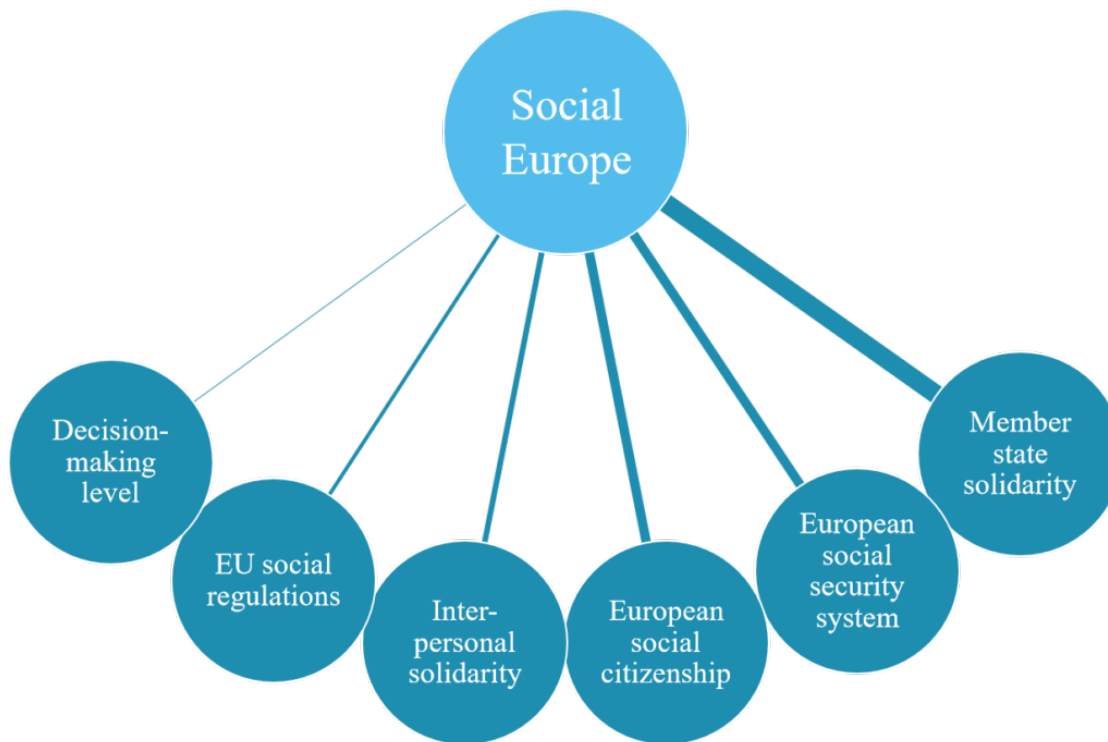 Social
Europe
Decision-
making
level
EU social
regulations
Inter-
personal
solidarity
European
social
citizenship
European
social
security
system
Member
state
solidarity